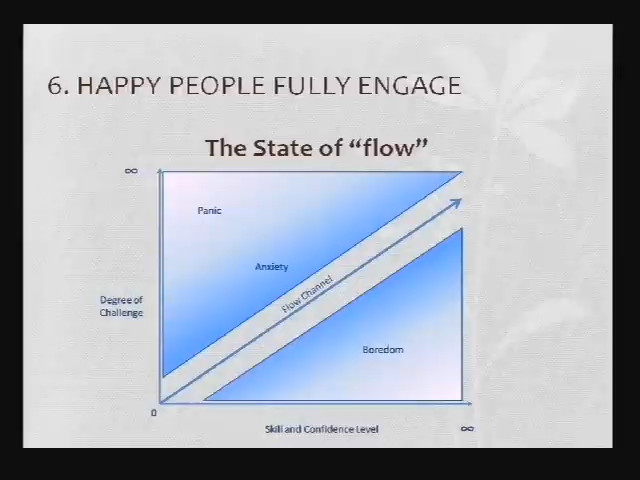 6. HAPPY PEOPLE FULLY ENGAGE
The State of “flow”
∞
Panic
Anxiety
Flow Channel
Degree of
Challenge
Boredom
0
Skill and Confidence Level
∞